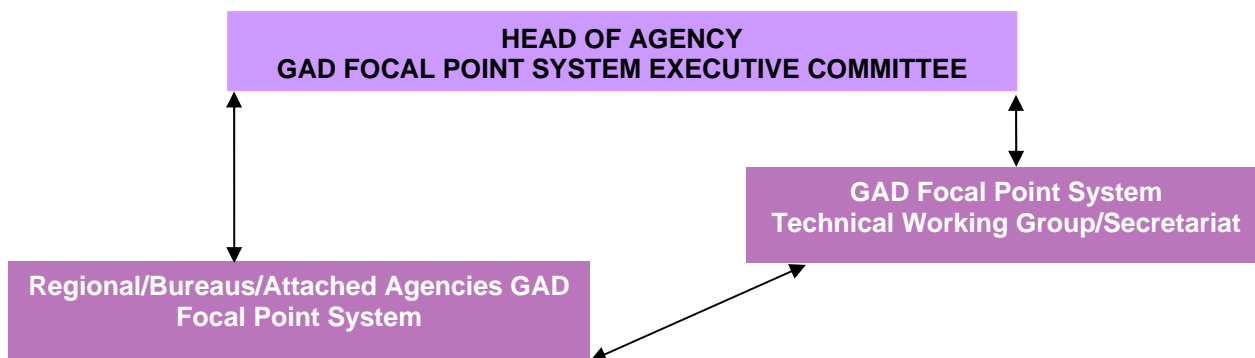 HEAD OF AGENCY
GAD FOCAL POINT SYSTEM EXECUTIVE COMMITTEE
GAD Focal Point System
Technical Working Group/Secretariat
Regional/Bureaus/Attached Agencies GAD
Focal Point System